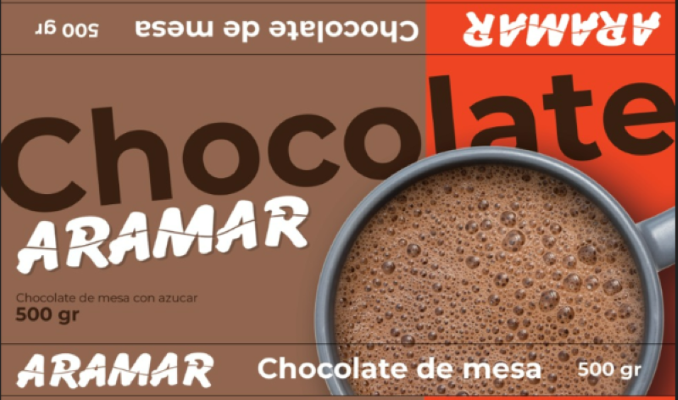 ARAMAR Chocolate de mesa 500 gr
Chocolate
ARAMAR
Chocolate de mesa con azucar
500 gr
ARAMAR Chocolate de mesa 500 gr